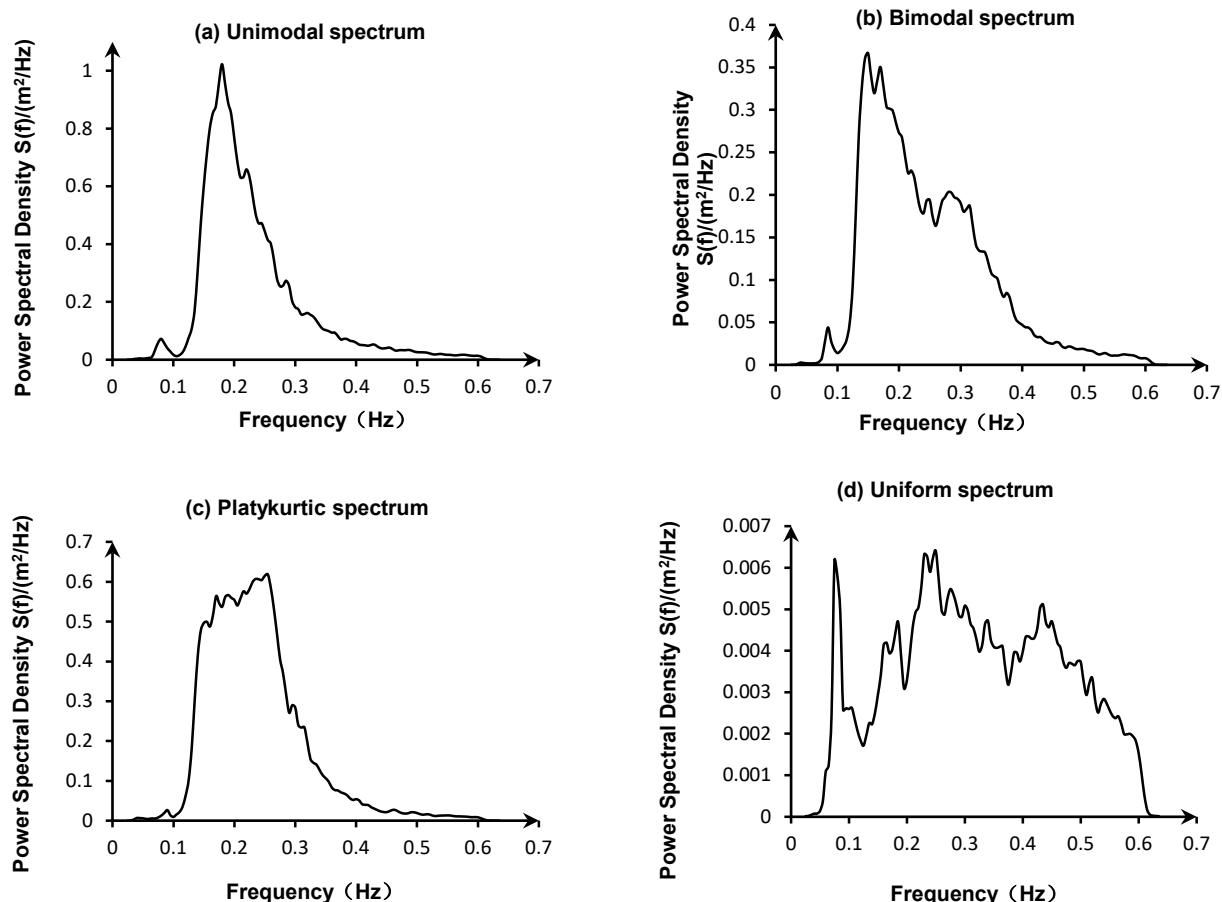 (a) Unimodal spectrum
Power Spectral Density S(f)/(m²/Hz)
1
0.8
0.6
0.4
0.2
0
0 0.1 0.2 0.3 0.4 0.5 0.6 0.7
Frequency（Hz）
(b) Bimodal spectrum
Power Spectral Density
S(f)/(m²/Hz)
0.4
0.35
0.3
0.25
0.2
0.15
0.1
0.05
0
0 0.1 0.2 0.3 0.4 0.5 0.6 0.7
Frequency（Hz）
(c) Platykurtic spectrum
Power Spectral Density S(f)/(m²/Hz)
0.7
0.6
0.5
0.4
0.3
0.2
0.1
0
0 0.1 0.2 0.3 0.4 0.5 0.6 0.7
Frequency（Hz）
(d) Uniform spectrum
Power Spectral Density S(f)/(m²/Hz)
0.007
0.006
0.005
0.004
0.003
0.002
0.001
0
0 0.1 0.2 0.3 0.4 0.5 0.6 0.7
Frequency（Hz）